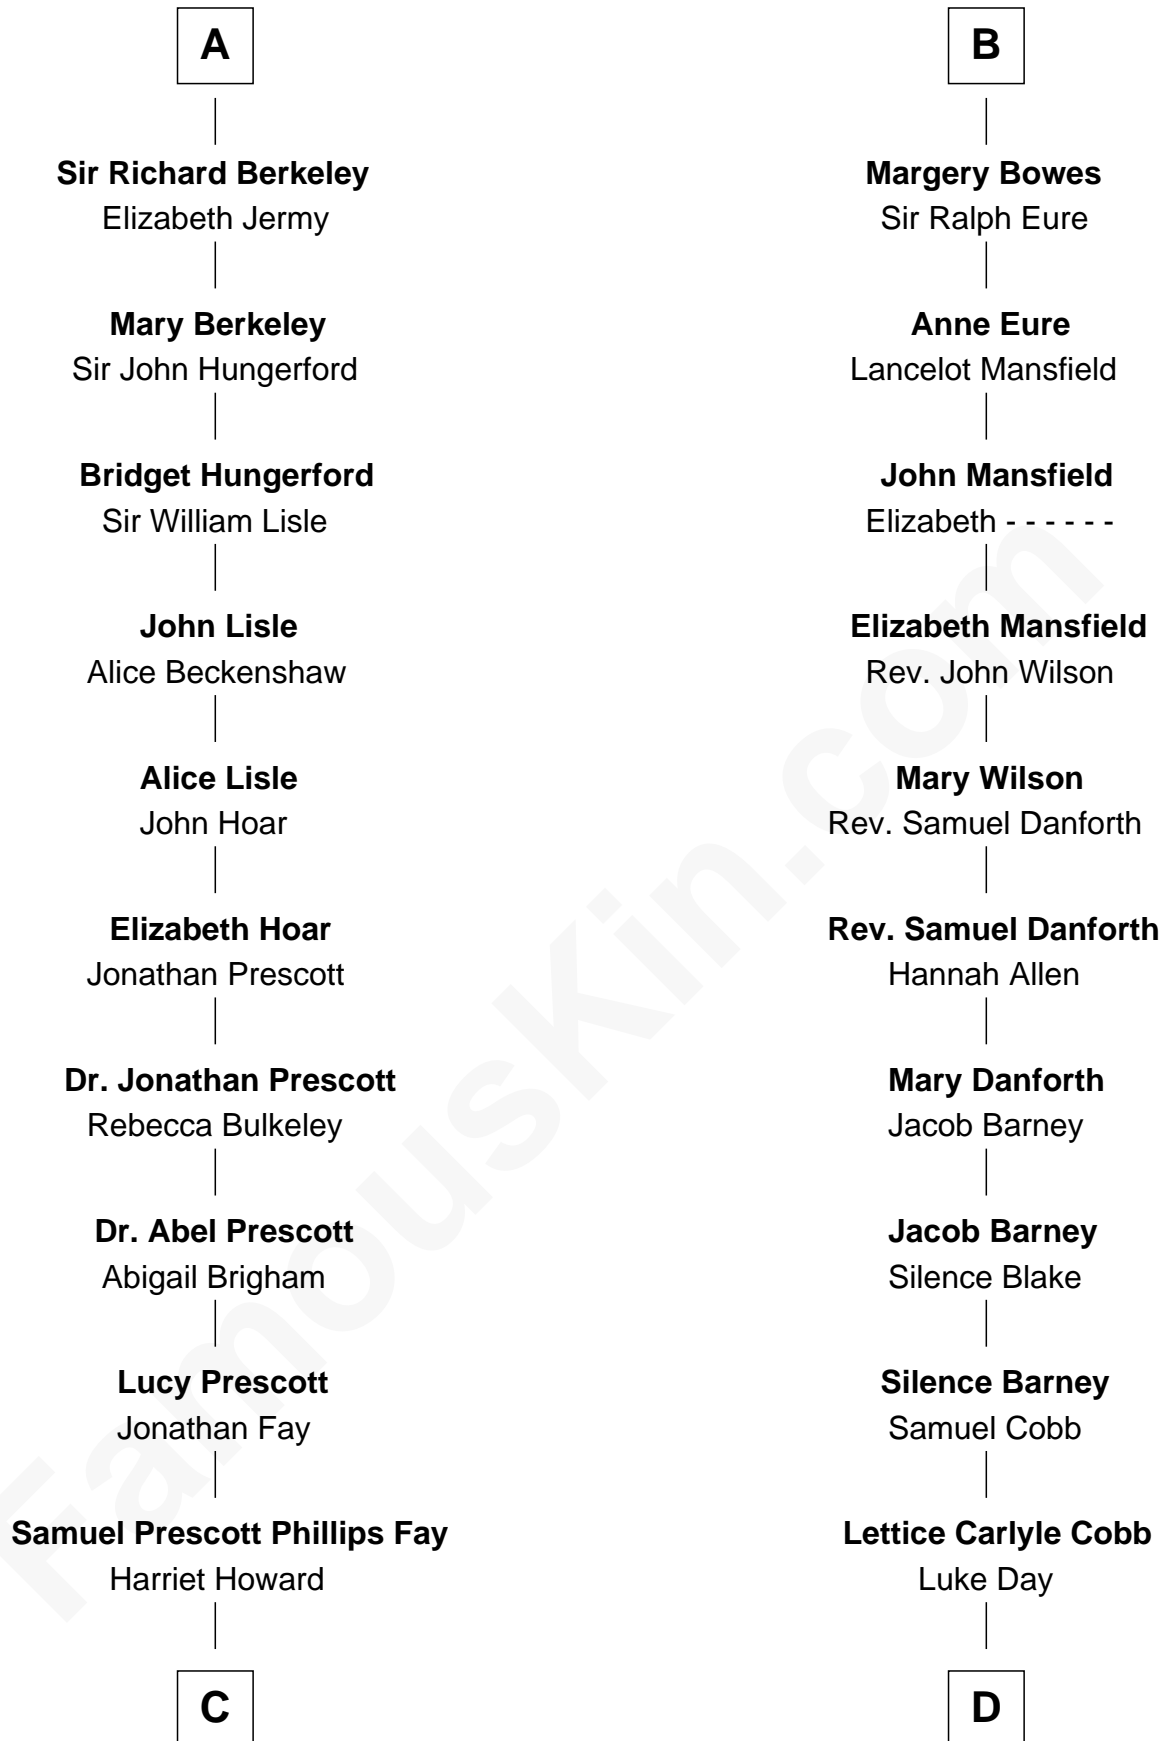 A
Sir Richard Berkeley
Elizabeth Jermy
Mary Berkeley
Sir John Hungerford
Bridget Hungerford
Sir William Lisle
John Lisle
Alice Beckenshaw
Alice Lisle
John Hoar
Elizabeth Hoar
Jonathan Prescott
Dr. Jonathan Prescott
Rebecca Bulkeley
Dr. Abel Prescott
Abigail Brigham
Lucy Prescott
Jonathan Fay
Samuel Prescott Phillips Fay
Harriet Howard
C
B
Margery Bowes
Sir Ralph Eure
Anne Eure
Lancelot Mansfield
John Mansfield
Elizabeth - - - - - -
Elizabeth Mansfield
Rev. John Wilson
Mary Wilson
Rev. Samuel Danforth
Rev. Samuel Danforth
Hannah Allen
Mary Danforth
Jacob Barney
Jacob Barney
Silence Blake
Silence Barney
Samuel Cobb
Lettice Carlyle Cobb
Luke Day
D
FamousKin.com